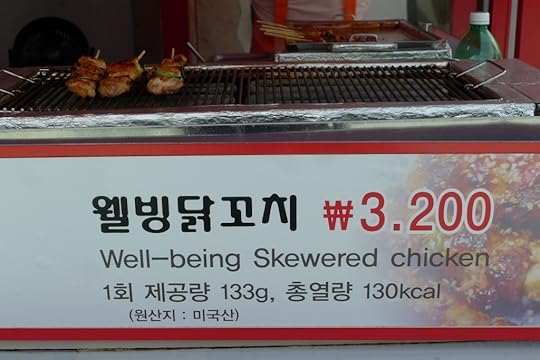 웰빙닭꼬치 ₩3.200
Well-being Skewered chicken
1회 제공량 133g, 총열량 130kcal
(원산지 : 미국산)